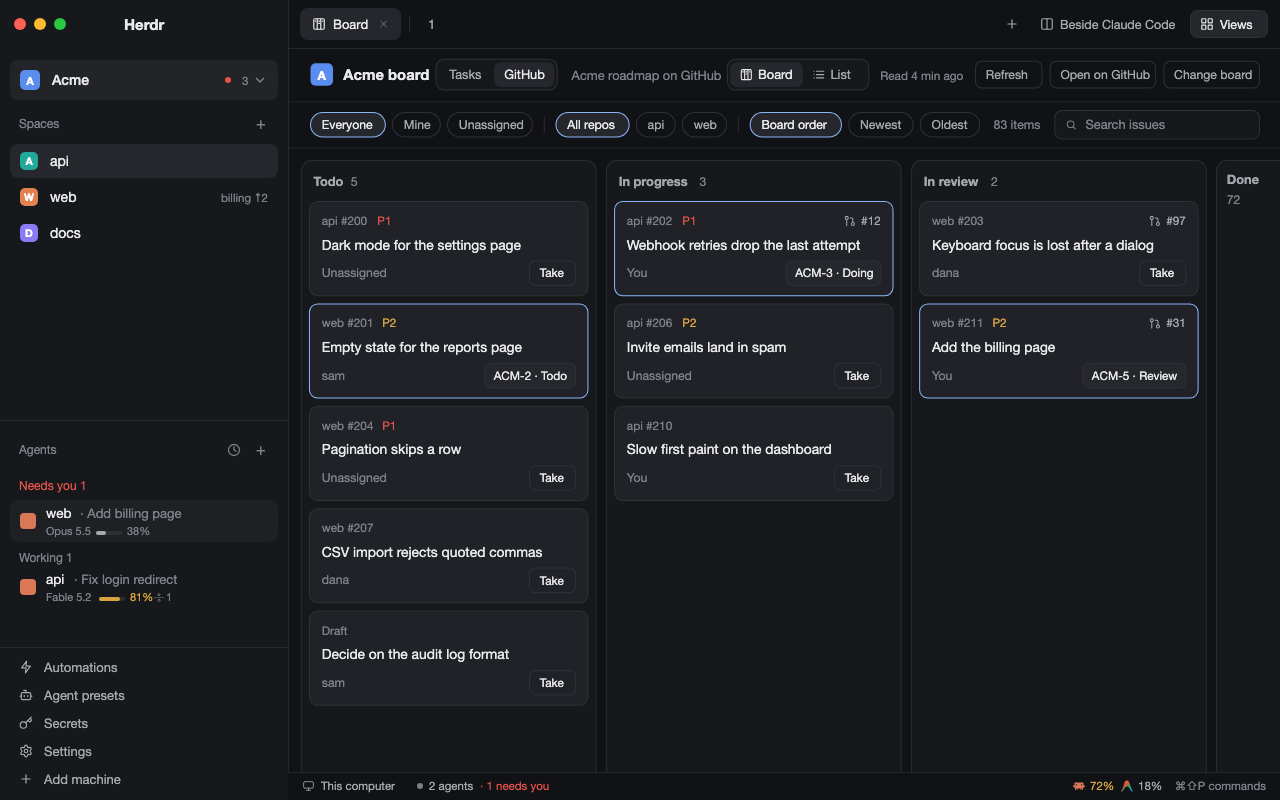 Herdr
A Acme 3
Spaces
A api
W web billing ↑2
D docs
Agents
Needs you 1
web · Add billing page
Opus 5.5 38%
Working 1
api · Fix login redirect
Fable 5.2 81% 1
Automations
Agent presets
Secrets
Settings
Add machine
Board 1
Beside Claude Code Views
A Acme board Tasks GitHub Acme roadmap on GitHub Board List Read 4 min ago Refresh Open on GitHub Change board
Everyone Mine Unassigned All repos api web Board order Newest Oldest 83 items Search issues
Todo 5
api #200 P1
Dark mode for the settings page
Unassigned Take
web #201 P2
Empty state for the reports page
sam ACM-2 · Todo
web #204 P1
Pagination skips a row
Unassigned Take
web #207
CSV import rejects quoted commas
dana Take
Draft
Decide on the audit log format
sam Take
In progress 3
api #202 P1 #12
Webhook retries drop the last attempt
You ACM-3 · Doing
api #206 P2
Invite emails land in spam
Unassigned Take
api #210
Slow first paint on the dashboard
You Take
In review 2
web #203 #97
Keyboard focus is lost after a dialog
dana Take
web #211 P2 #31
Add the billing page
You ACM-5 · Review
Done
72
This computer 2 agents · 1 needs you 72% 18% ⌘⇧P commands